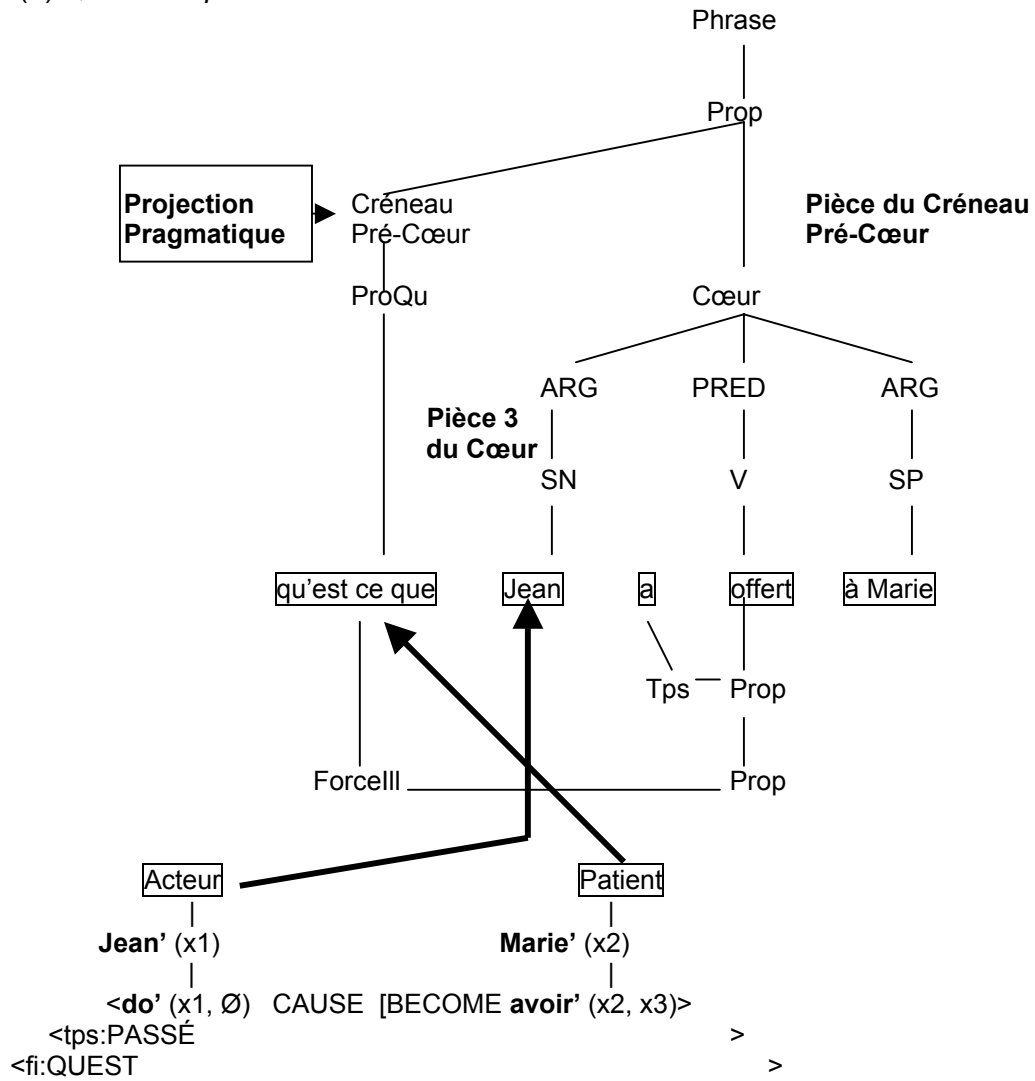 Phrase
Prop
Projection
Pragmatique
Créneau
Pré-Cœur
Pièce du Créneau
Pré-Cœur
ProQu
Cœur
ARG
PRED
ARG
Pièce 3
du Cœur
SN
V
SP
qu'est ce que
Jean
a
offert
à Marie
Tps
Prop
ForceIll
Prop
Acteur
Patient
Jean' (x1)
Marie' (x2)
<do' (x1, Ø) CAUSE [BECOME avoir' (x2, x3)>
<tps:PASSÉ >
<fi:QUEST >